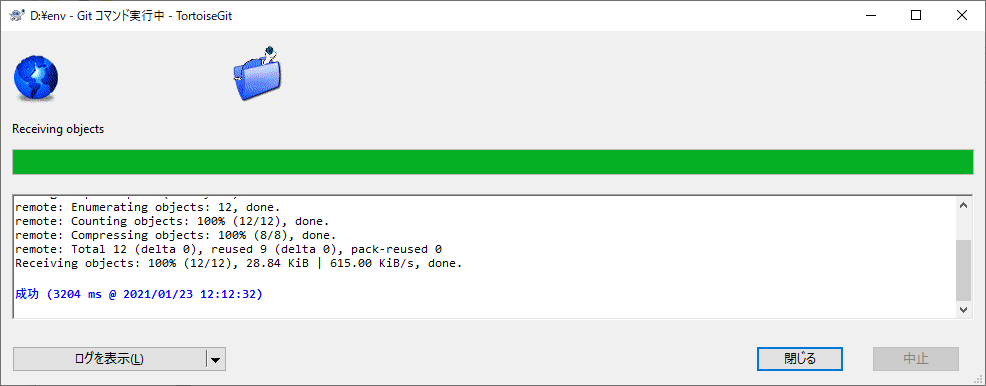 D:¥env - Git コマンド実行中 - TortoiseGit
Receiving objects
remote: Enumerating objects: 12, done.
remote: Counting objects: 100% (12/12), done.
remote: Compressing objects: 100% (8/8), done.
remote: Total 12 (delta 0), reused 9 (delta 0), pack-reused 0
Receiving objects: 100% (12/12), 28.84 KiB | 615.00 KiB/s, done.
成功 (3204 ms @ 2021/01/23 12:12:32)
ログを表示(L)
閉じる
中止